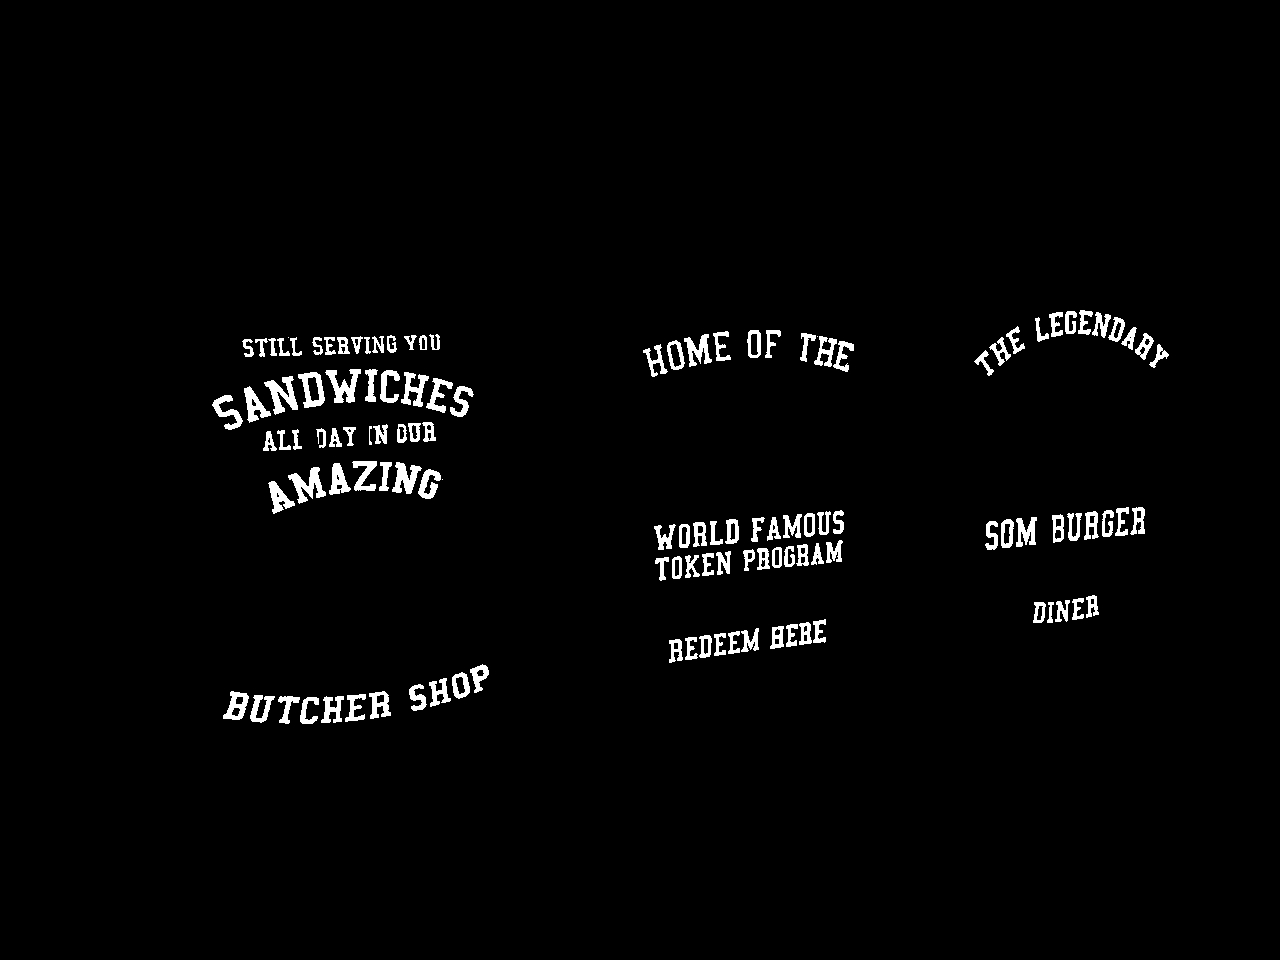 STILL SERVING YOU
SANDWICHES
ALL DAY IN OUR
AMAZING
BUTCHER SHOP
HOME OF THE
WORLD FAMOUS
TOKEN PROGRAM
REDEEM HERE
THE LEGENDARY
SOM BURGER
DINER